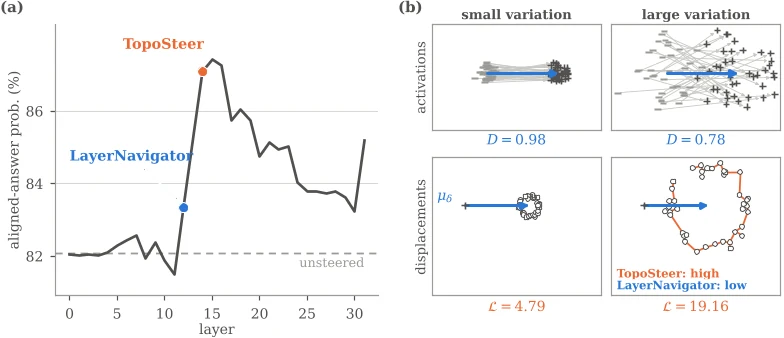 (a)
TopoSteer
LayerNavigator
unsteered
aligned-answer prob. (%)
86
84
82
0 5 10 15 20 25 30
layer
(b)
small variation large variation
activations
D = 0.98 D = 0.78
displacements
μδ
TopoSteer: high
LayerNavigator: low
ℒ = 4.79 ℒ = 19.16